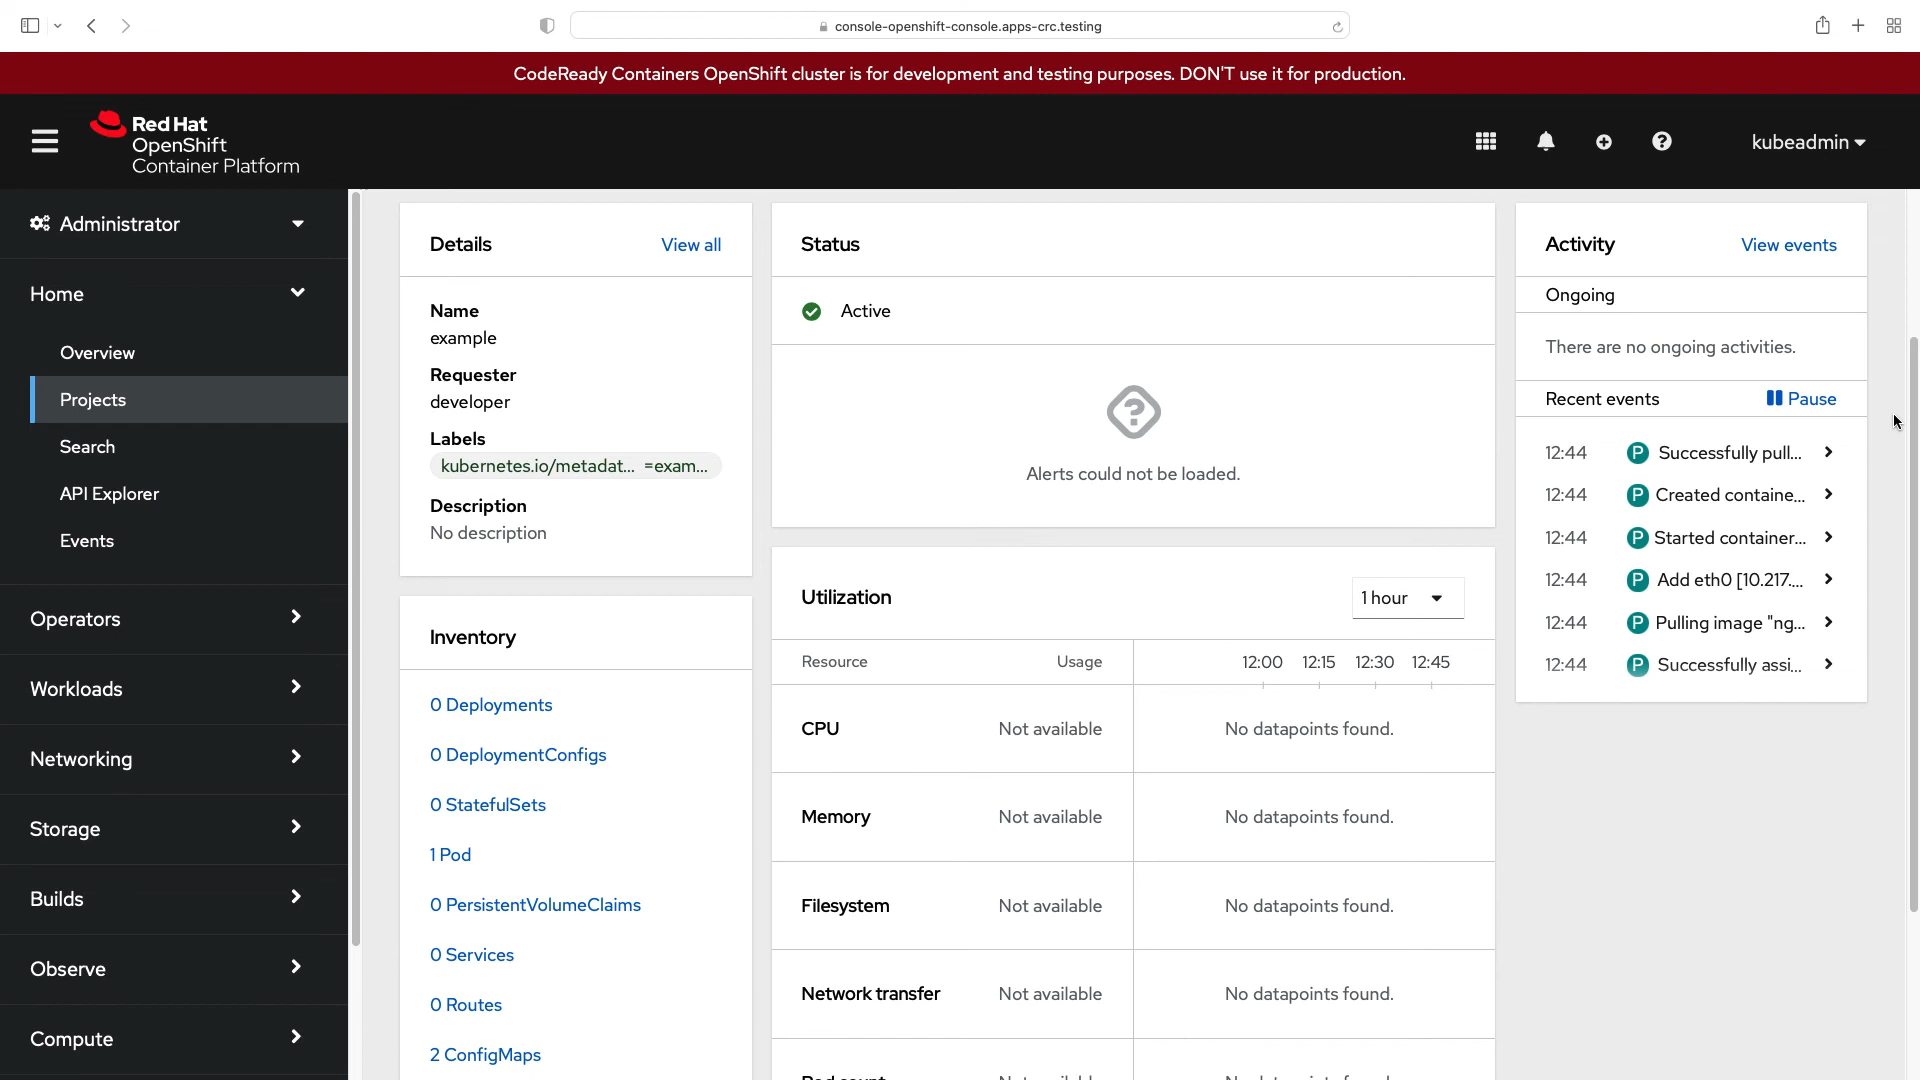 console-openshift-console.apps-crc.testing
CodeReady Containers OpenShift cluster is for development and testing purposes. DON'T use it for production.
Red Hat
OpenShift
Container Platform
kubeadmin
Administrator
Home
Overview
Projects
Search
API Explorer
Events
Operators
Workloads
Networking
Storage
Builds
Observe
Compute
Details
View all
Name
example
Requester
developer
Labels
kubernetes.io/metadat... =exam...
Description
No description
Inventory
0 Deployments
0 DeploymentConfigs
0 StatefulSets
1 Pod
0 PersistentVolumeClaims
0 Services
0 Routes
2 ConfigMaps
Status
Active
Alerts could not be loaded.
Utilization
1 hour
Resource Usage 12:00 12:15 12:30 12:45
CPU Not available No datapoints found.
Memory Not available No datapoints found.
Filesystem Not available No datapoints found.
Network transfer Not available No datapoints found.
Activity
View events
Ongoing
There are no ongoing activities.
Recent events
Pause
12:44 P Successfully pull...
12:44 P Created containe...
12:44 P Started container...
12:44 P Add eth0 [10.217....
12:44 P Pulling image "ng...
12:44 P Successfully assi...